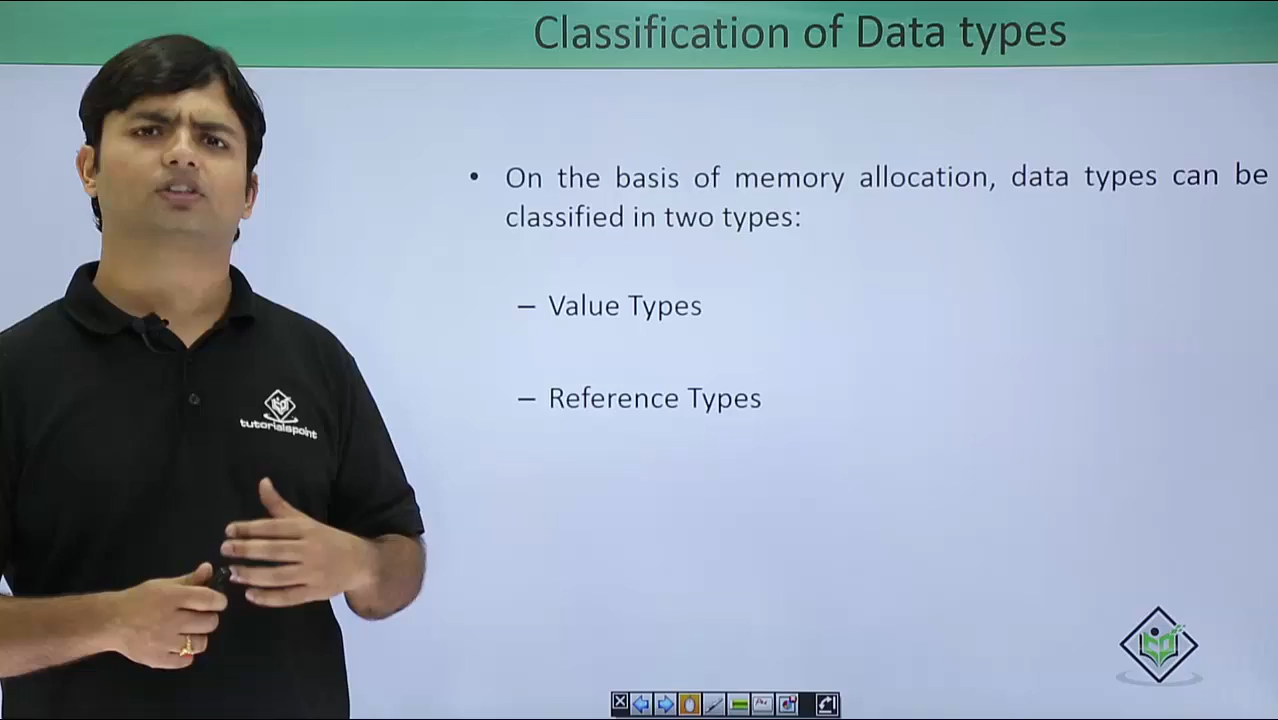 Classification of Data types
• On the basis of memory allocation, data types can be
classified in two types:
– Value Types
– Reference Types
tutorialspoint